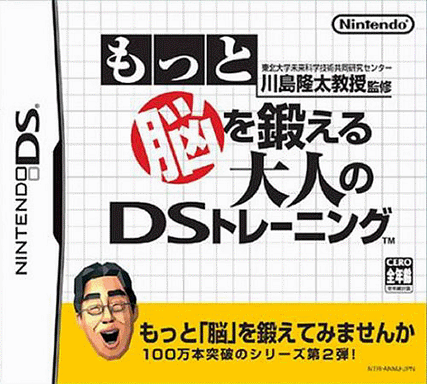 Nintendo
もっと
東北大学未来科学技術共同研究センター
川島隆太教授 監修
脳を鍛える
大人の
DSトレーニング™
NINTENDO DS™
CERO
全年齢
もっと「脳」を鍛えてみませんか
100万本突破のシリーズ第2弾！
NTR-ANMJ-JPN